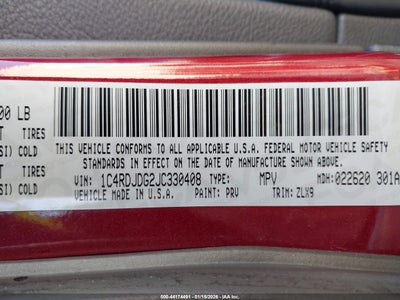 00 LB
T TIRES
SI) COLD
T TIRES
SI) COLD
THIS VEHICLE CONFORMS TO ALL APPLICABLE U.S.A. FEDERAL MOTOR VEHICLE SAFETY
STANDARDS IN EFFECT ON THE DATE OF MANUFACTURE SHOWN ABOVE.
VIN: 1C4RDJDG2JC330408 TYPE: MPV MDH: 022620 301A
VEHICLE MADE IN U.S.A. PAINT: PRV TRIM: ZLX9
000-44174491 - 01/15/2026 - IAA Inc.